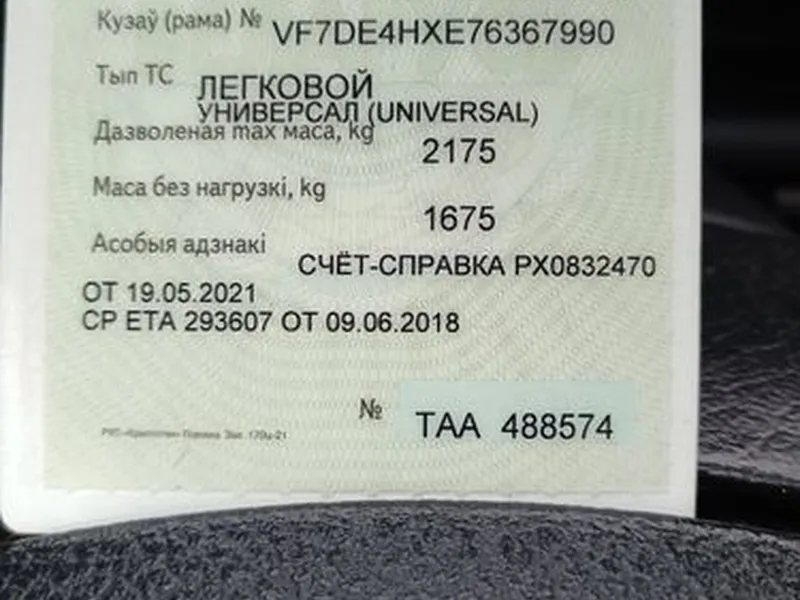 Кузаў (рама) № VF7DE4HXE76367990
Тып ТС ЛЕГКОВОЙ
УНИВЕРСАЛ (UNIVERSAL)
Дазволеная max маса, kg
2175
Маса без нагрузкі, kg
1675
Асобыя адзнакі
СЧЁТ-СПРАВКА РХ0832470
ОТ 19.05.2021
СР ЕТА 293607 ОТ 09.06.2018
№ ТАА 488574